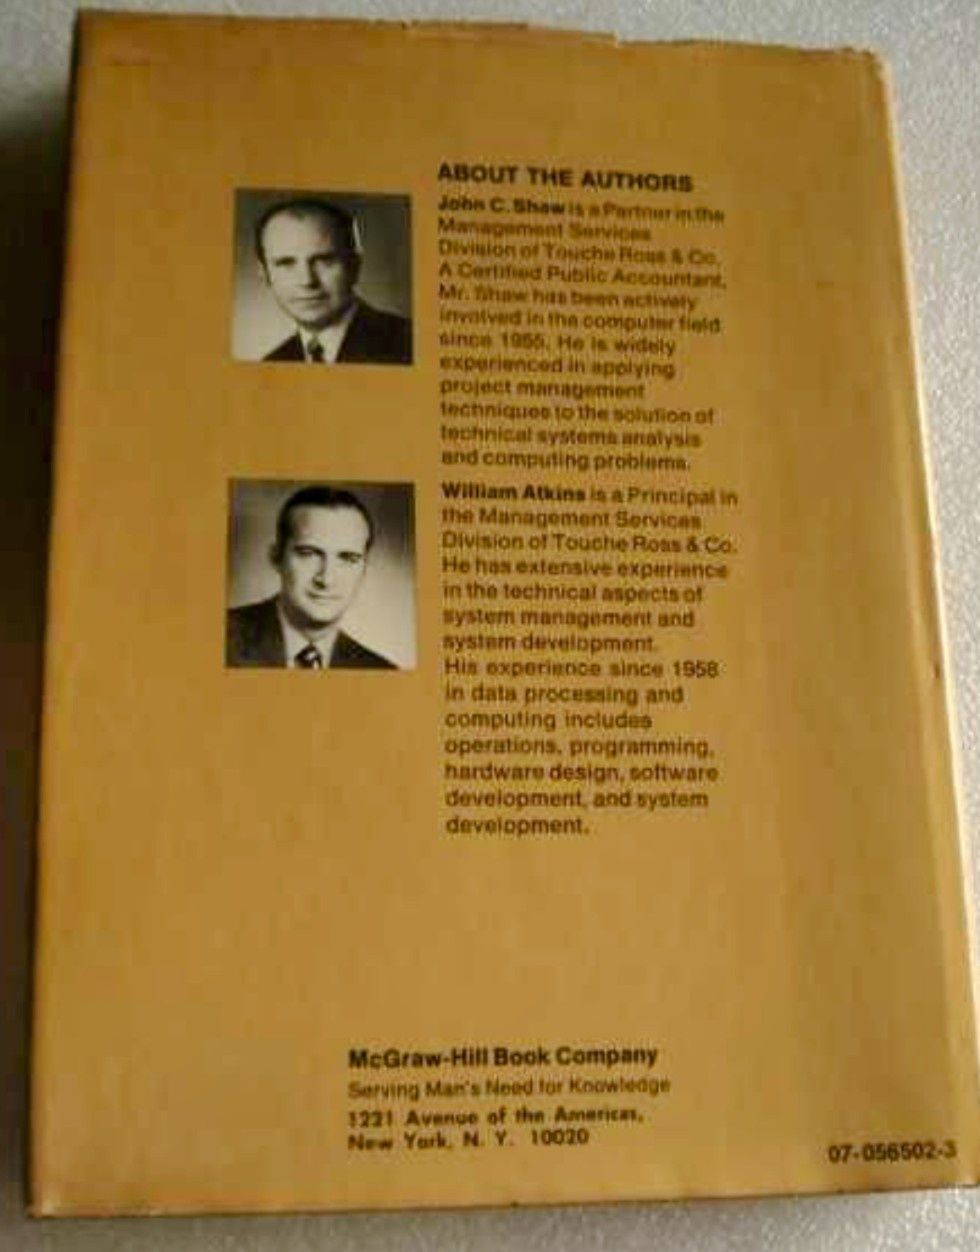 ABOUT THE AUTHORS
John C. Shaw is a Partner in the
Management Services
Division of Touche Ross & Co.
A Certified Public Accountant,
Mr. Shaw has been actively
involved in the computer field
since 1955. He is widely
experienced in applying
project management
techniques to the solution of
technical systems analysis
and computing problems.
William Atkins is a Principal in
the Management Services
Division of Touche Ross & Co.
He has extensive experience
in the technical aspects of
system management and
system development.
His experience since 1958
in data processing and
computing includes
operations, programming,
hardware design, software
development, and system
development.
McGraw-Hill Book Company
Serving Man's Need for Knowledge
1221 Avenue of the Americas,
New York, N. Y. 10020
07-056502-3